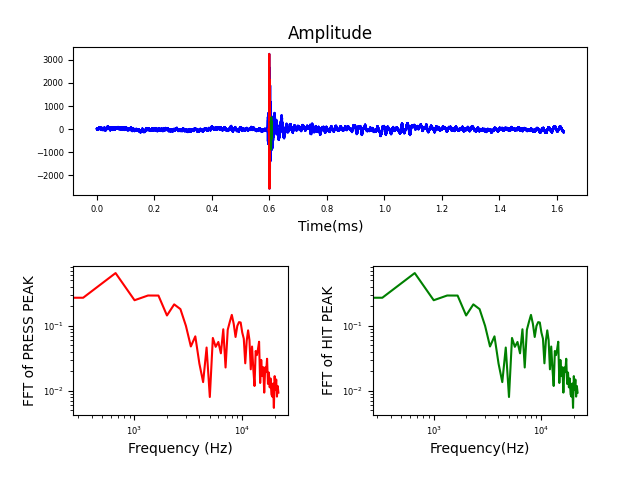 Amplitude
3000
2000
1000
0
−1000
−2000
0.0 0.2 0.4 0.6 0.8 1.0 1.2 1.4 1.6
Time(ms)
FFT of PRESS PEAK
10⁻¹
10⁻²
10³ 10⁴
Frequency (Hz)
FFT of HIT PEAK
10⁻¹
10⁻²
10³ 10⁴
Frequency(Hz)